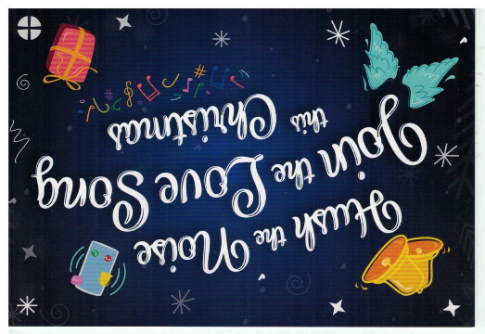 Hush the Noise
Join the Love Song
this Christmas